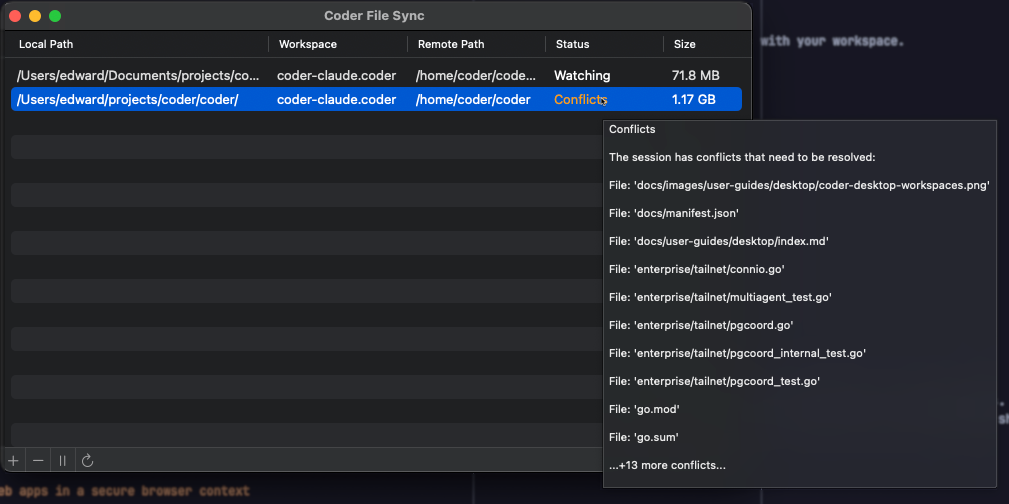 Coder File Sync
Local Path Workspace Remote Path Status Size
with your workspace.
/Users/edward/Documents/projects/co... coder-claude.coder /home/coder/code... Watching 71.8 MB
/Users/edward/projects/coder/coder/ coder-claude.coder /home/coder/coder Conflicts 1.17 GB
Conflicts
The session has conflicts that need to be resolved:
File: 'docs/images/user-guides/desktop/coder-desktop-workspaces.png'
File: 'docs/manifest.json'
File: 'docs/user-guides/desktop/index.md'
File: 'enterprise/tailnet/connio.go'
File: 'enterprise/tailnet/multiagent_test.go'
File: 'enterprise/tailnet/pgcoord.go'
File: 'enterprise/tailnet/pgcoord_internal_test.go'
File: 'enterprise/tailnet/pgcoord_test.go'
File: 'go.mod'
File: 'go.sum'
...+13 more conflicts...
apps in a secure browser context